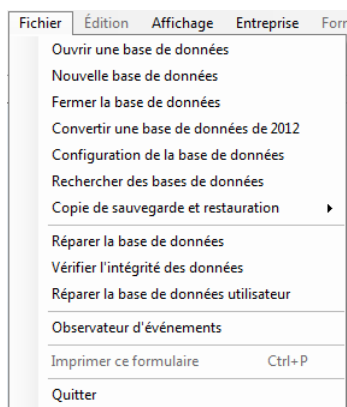 Fichier Édition Affichage Entreprise
Ouvrir une base de données
Nouvelle base de données
Fermer la base de données
Convertir une base de données de 2012
Configuration de la base de données
Rechercher des bases de données
Copie de sauvegarde et restauration
Réparer la base de données
Vérifier l'intégrité des données
Réparer la base de données utilisateur
Observateur d'événements
Imprimer ce formulaire Ctrl+P
Quitter